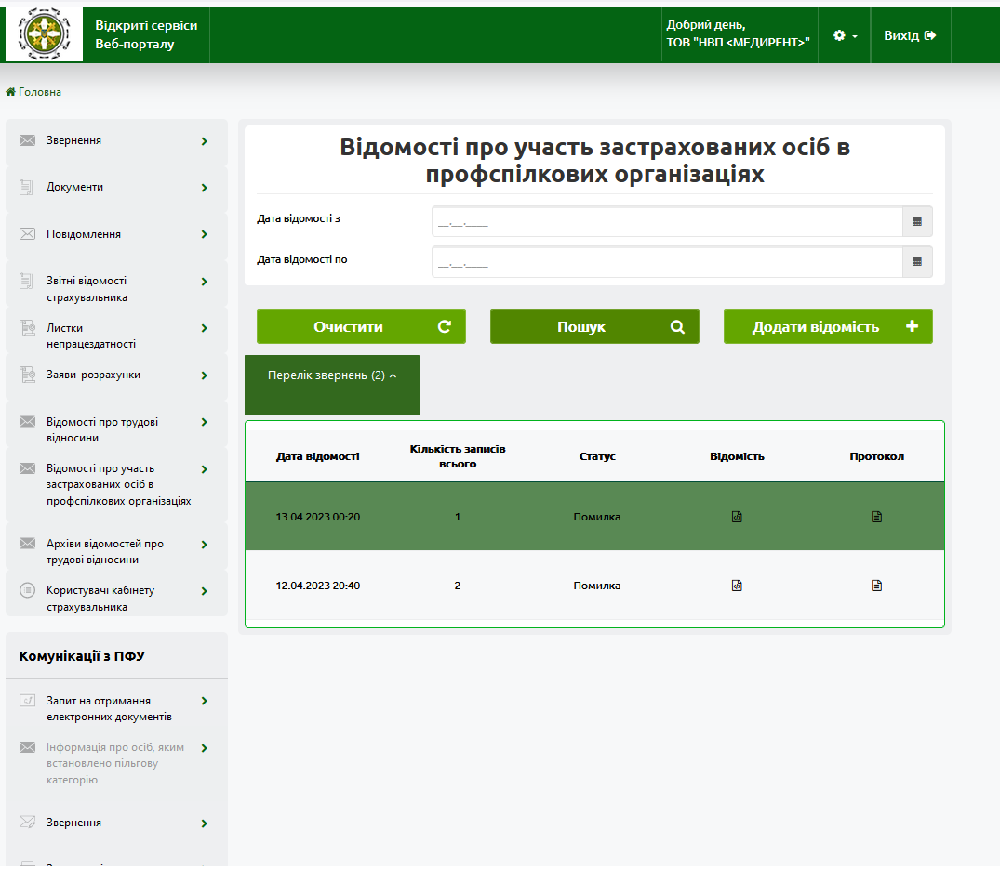 Відкриті сервіси
Веб-порталу
Добрий день,
ТОВ "НВП <МЕДИРЕНТ>"
Вихід
Головна
Звернення
Документи
Повідомлення
Звітні відомості
страхувальника
Листки
непрацездатності
Заяви-розрахунки
Відомості про трудові
відносини
Відомості про участь
застрахованих осіб в
профспілкових організаціях
Архіви відомостей про
трудові відносини
Користувачі кабінету
страхувальника
Комунікації з ПФУ
Запит на отримання
електронних документів
Інформація про осіб, яким
встановлено пільгову
категорію
Звернення
Відомості про участь застрахованих осіб в
профспілкових організаціях
Дата відомості з
__.__.____
Дата відомості по
__.__.____
Очистити
Пошук
Додати відомість
Перелік звернень (2)
Дата відомості Кількість записів всього Статус Відомість Протокол
13.04.2023 00:20 1 Помилка
12.04.2023 20:40 2 Помилка